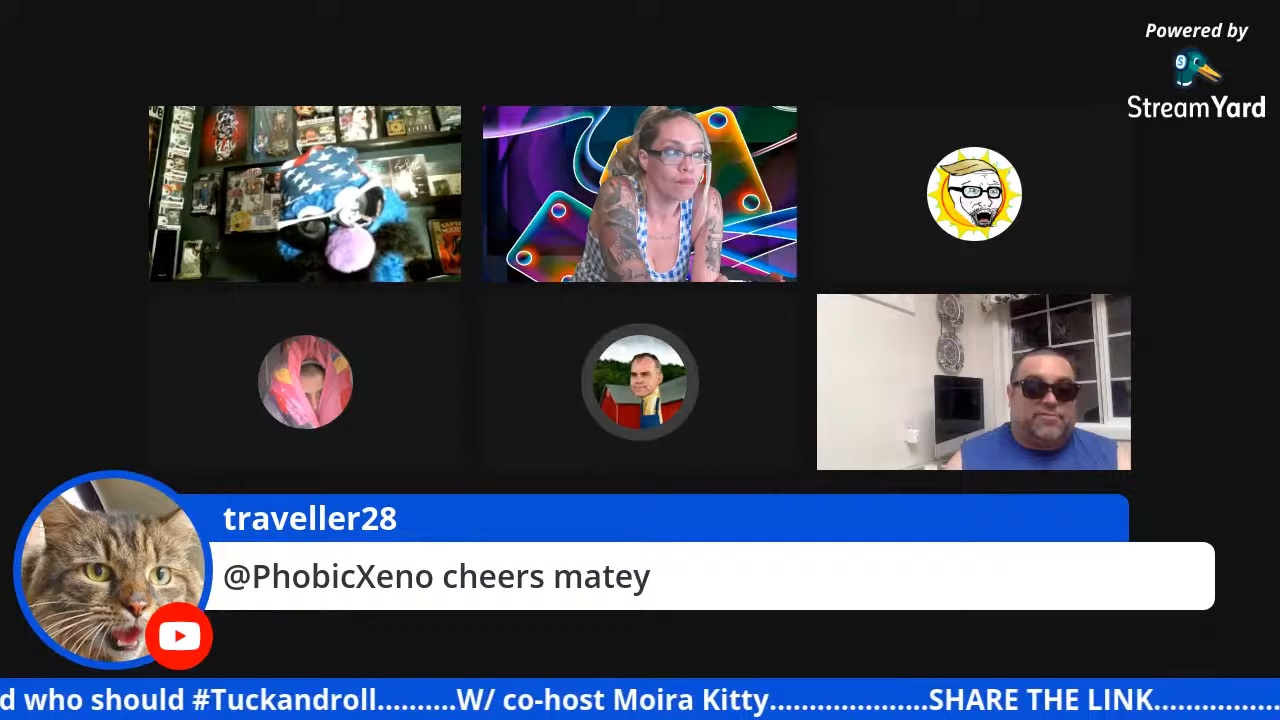 Powered by
StreamYard
traveller28
@PhobicXeno cheers matey
d who should #Tuckandroll..........W/ co-host Moira Kitty....................SHARE THE LINK................